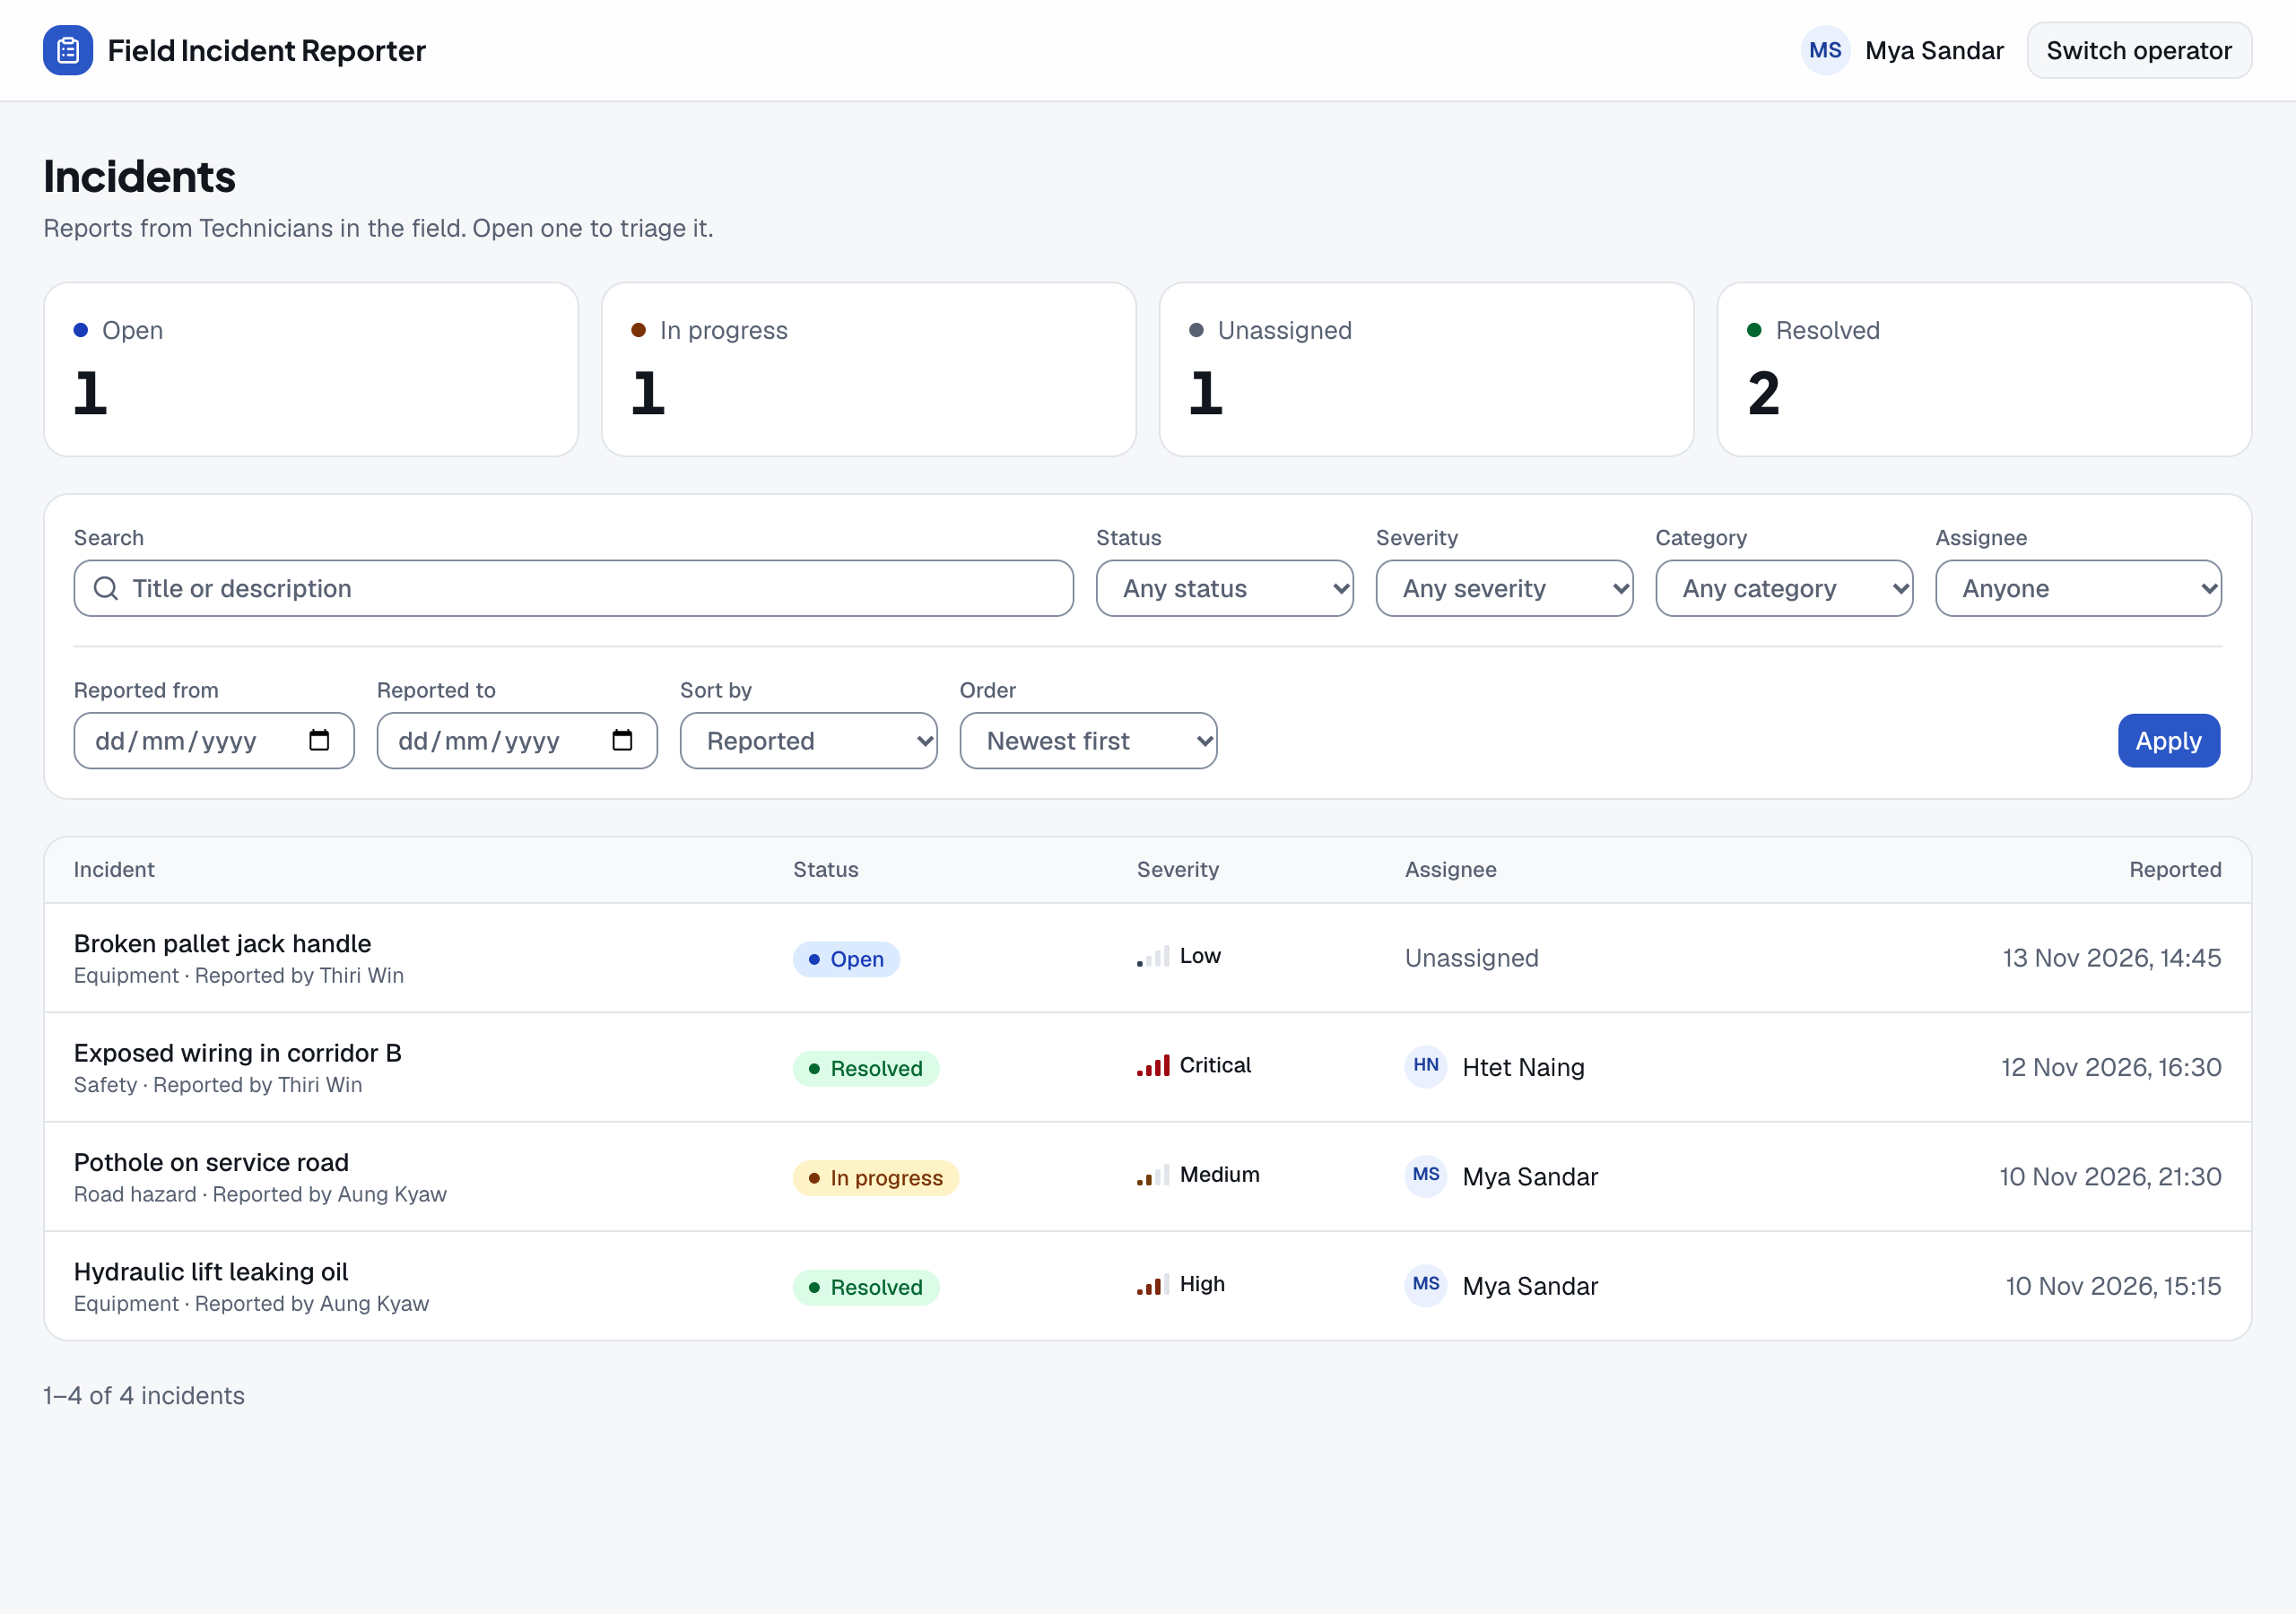 Field Incident Reporter
MS Mya Sandar Switch operator
Incidents
Reports from Technicians in the field. Open one to triage it.
Open
1
In progress
1
Unassigned
1
Resolved
2
Search
Title or description
Status
Any status
Severity
Any severity
Category
Any category
Assignee
Anyone
Reported from
dd/mm/yyyy
Reported to
dd/mm/yyyy
Sort by
Reported
Order
Newest first
Apply
Incident Status Severity Assignee Reported
Broken pallet jack handle
Equipment · Reported by Thiri Win
Open Low Unassigned 13 Nov 2026, 14:45
Exposed wiring in corridor B
Safety · Reported by Thiri Win
Resolved Critical HN Htet Naing 12 Nov 2026, 16:30
Pothole on service road
Road hazard · Reported by Aung Kyaw
In progress Medium MS Mya Sandar 10 Nov 2026, 21:30
Hydraulic lift leaking oil
Equipment · Reported by Aung Kyaw
Resolved High MS Mya Sandar 10 Nov 2026, 15:15
1–4 of 4 incidents